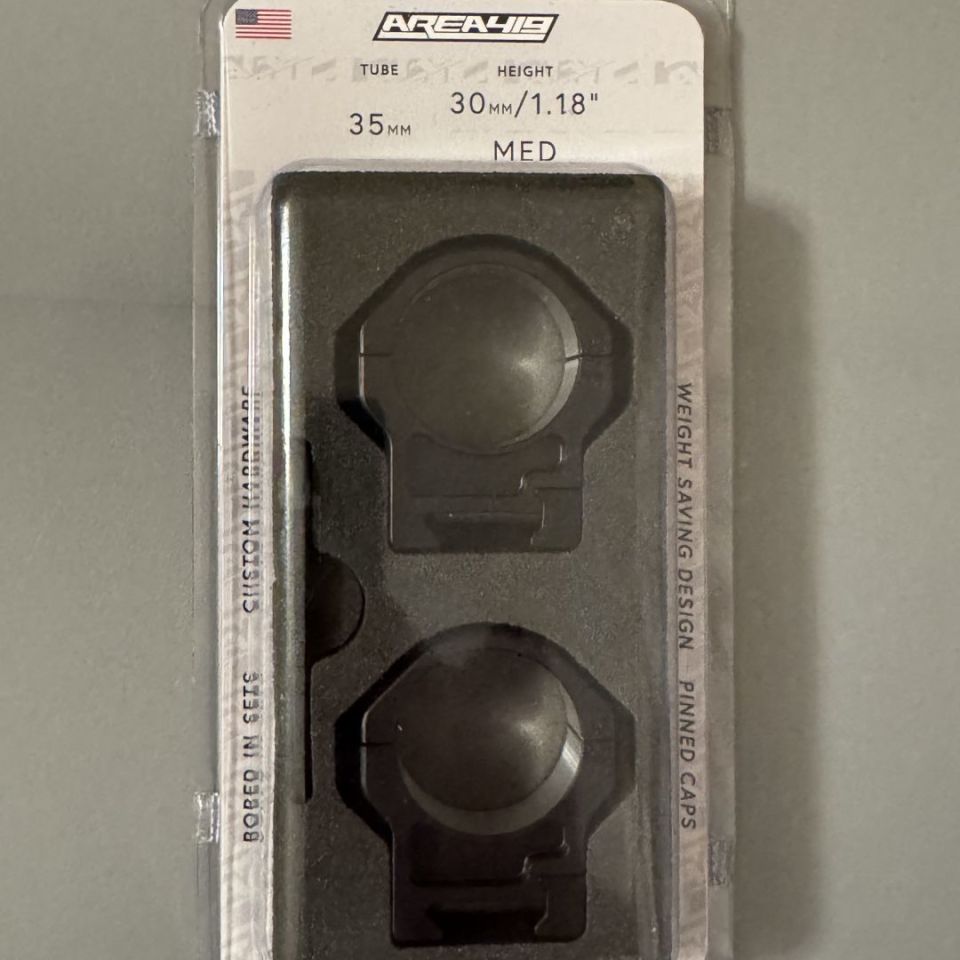 AREA419
TUBE
HEIGHT
35MM
30MM/1.18"
MED
CUSTOM HARDWARE
BORED IN SETS
WEIGHT SAVING DESIGN
PINNED CAPS